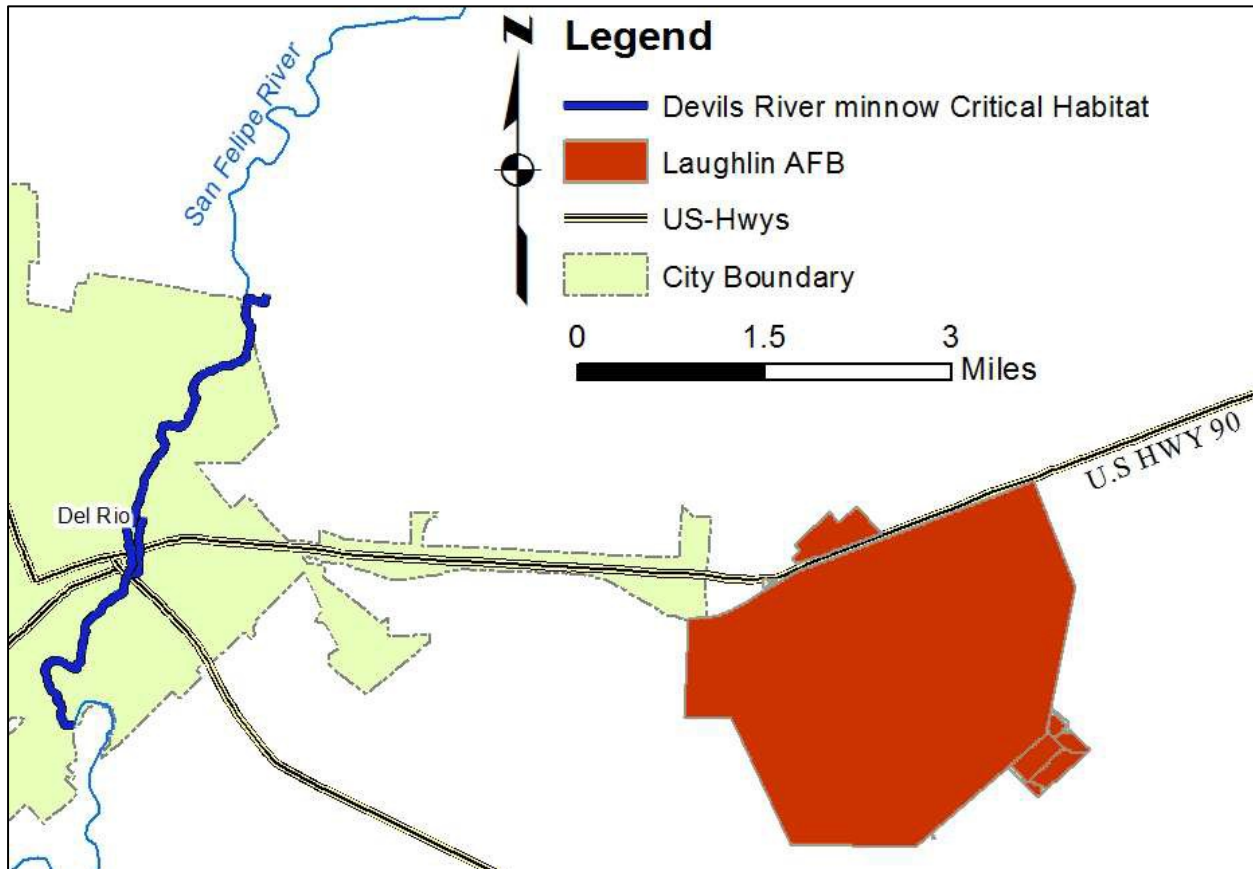 N
Legend
San Felipe River
Devils River minnow Critical Habitat
Laughlin AFB
US-Hwys
City Boundary
0 1.5 3
Miles
U.S HWY 90
Del Rio